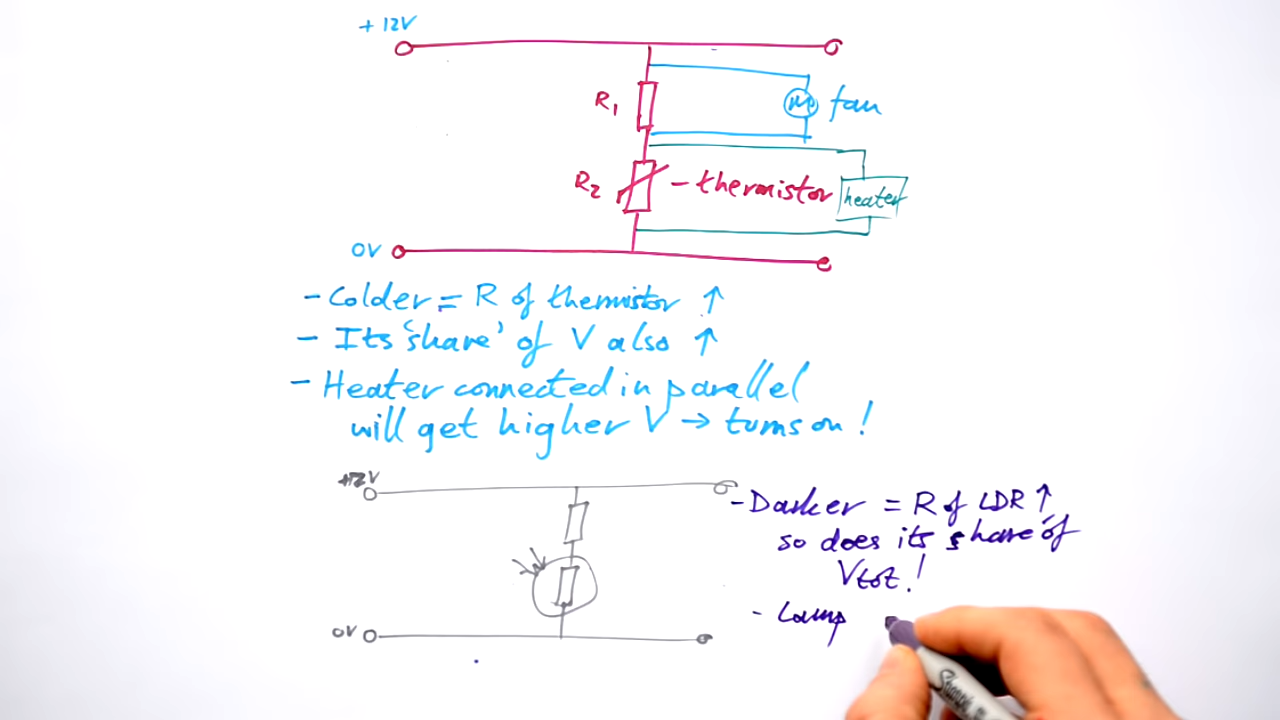 +12V
R1
fan
R2
- thermistor
heater
0V
- Colder = R of thermistor ↑
- Its 'share' of V also ↑
- Heater connected in parallel
will get higher V → turns on!
+12V
- Darker = R of LDR ↑
so does its 'share' of
Vtot!
- Lamp
0V
Sharpie